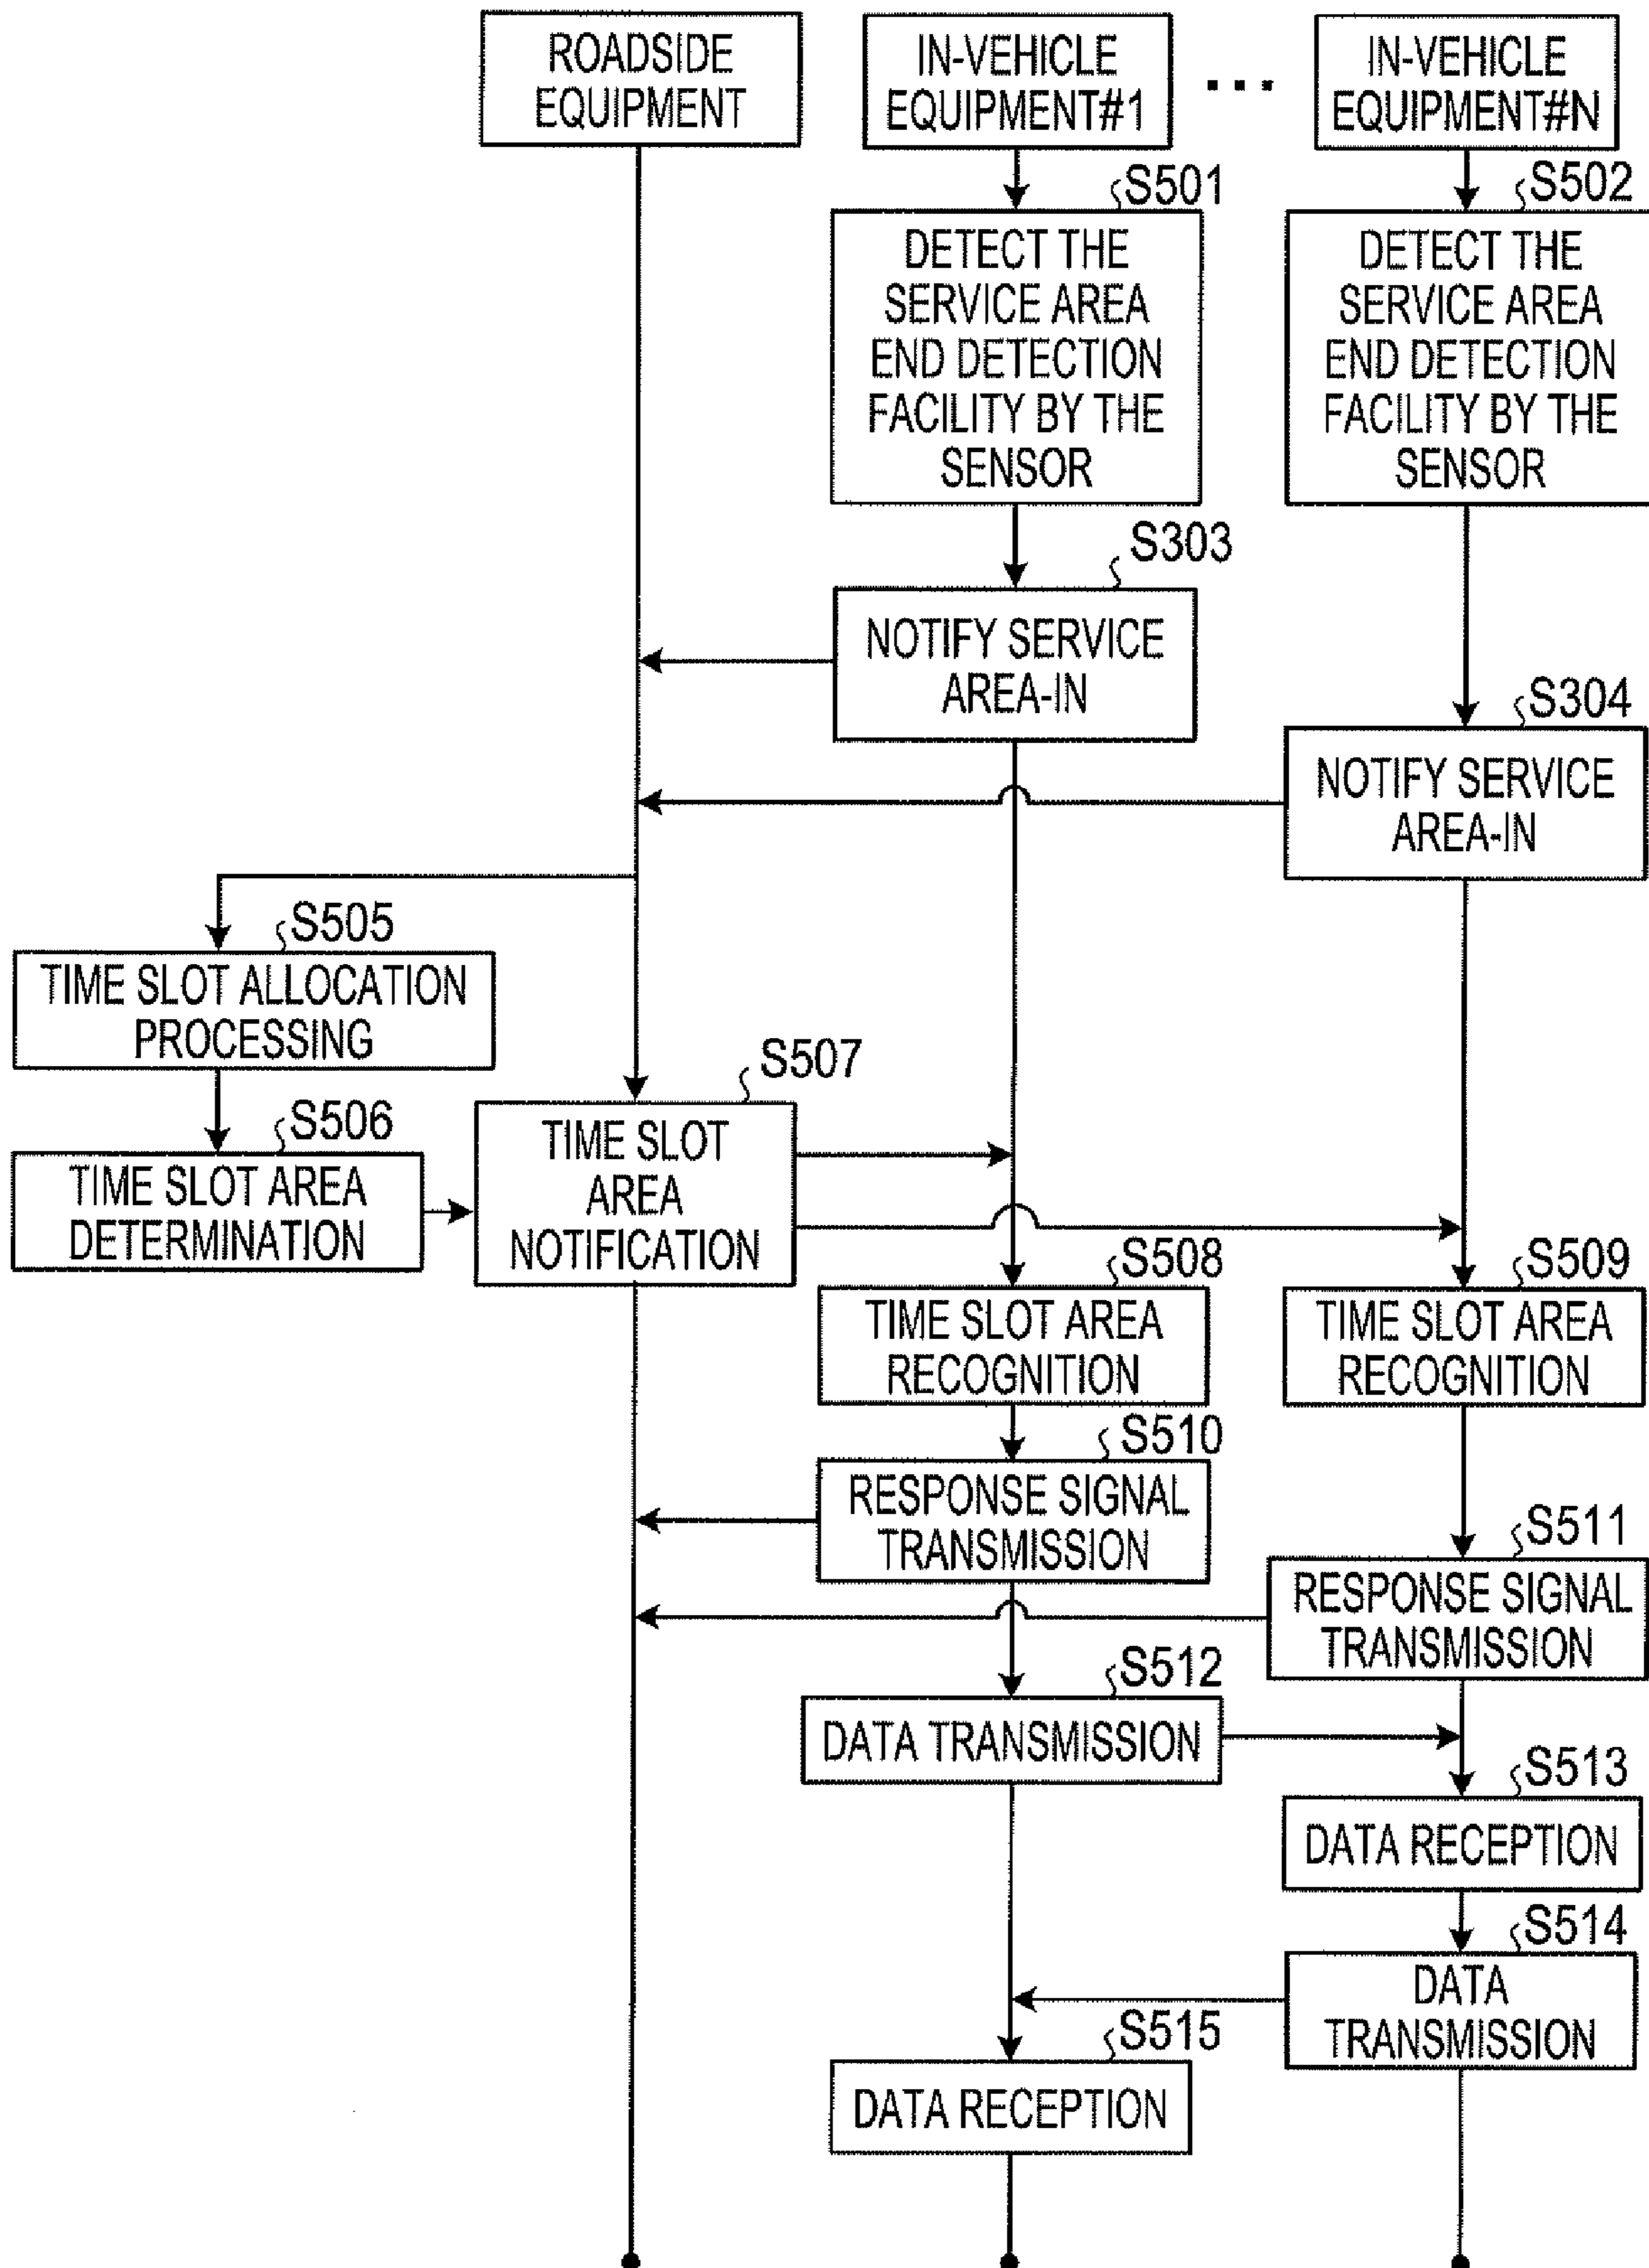 ROADSIDE
EQUIPMENT
IN-VEHICLE
EQUIPMENT#1
...
IN-VEHICLE
EQUIPMENT#N
S501
DETECT THE
SERVICE AREA
END DETECTION
FACILITY BY THE
SENSOR
S502
DETECT THE
SERVICE AREA
END DETECTION
FACILITY BY THE
SENSOR
S303
NOTIFY SERVICE
AREA-IN
S304
NOTIFY SERVICE
AREA-IN
S505
TIME SLOT ALLOCATION
PROCESSING
S506
TIME SLOT AREA
DETERMINATION
S507
TIME SLOT
AREA
NOTIFICATION
S508
TIME SLOT AREA
RECOGNITION
S509
TIME SLOT AREA
RECOGNITION
S510
RESPONSE SIGNAL
TRANSMISSION
S511
RESPONSE SIGNAL
TRANSMISSION
S512
DATA TRANSMISSION
S513
DATA RECEPTION
S514
DATA
TRANSMISSION
S515
DATA RECEPTION